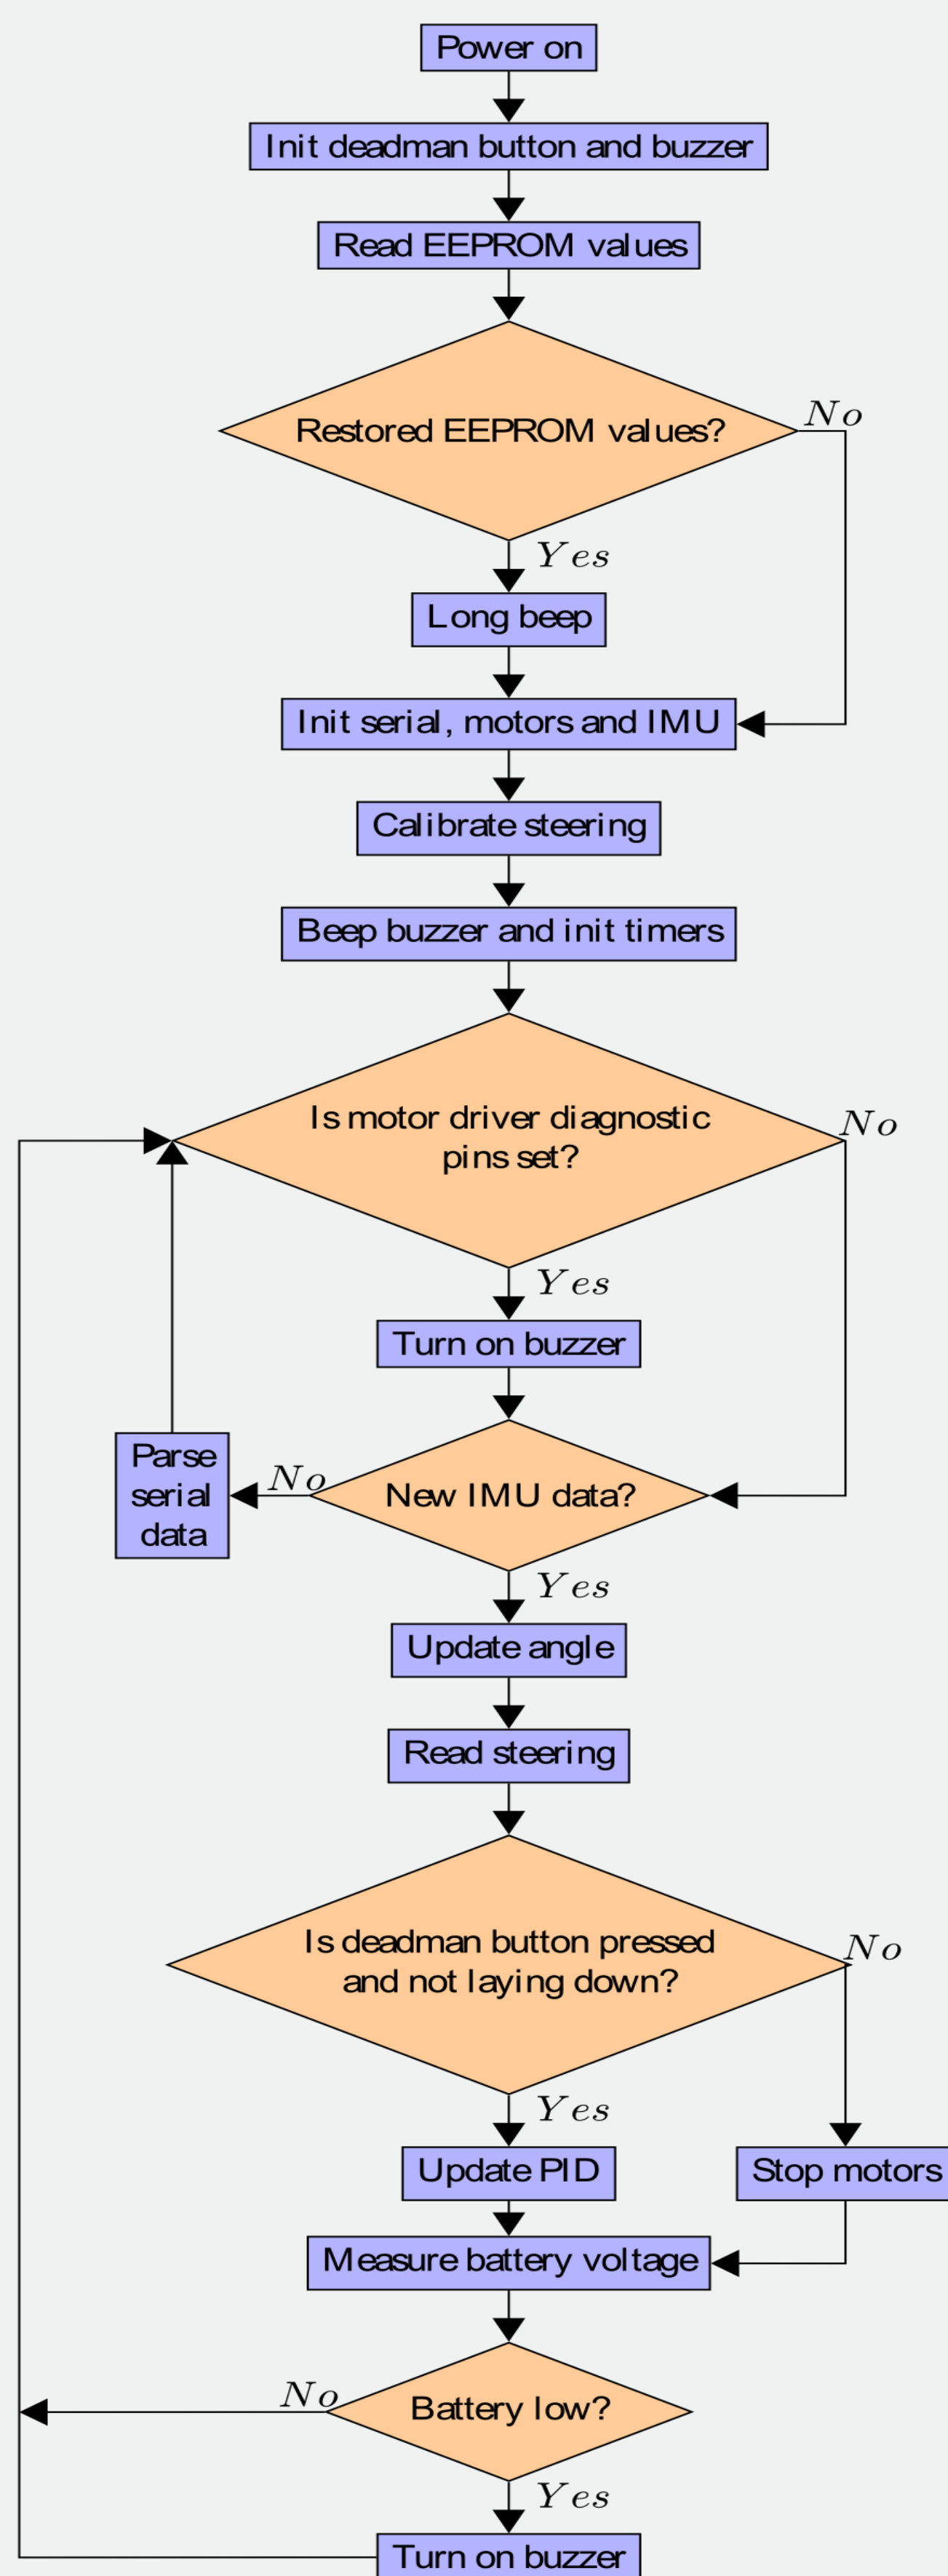 Power on
Init deadman button and buzzer
Read EEPROM values
Restored EEPROM values?
No
Yes
Long beep
Init serial, motors and IMU
Calibrate steering
Beep buzzer and init timers
Is motor driver diagnostic
pins set?
No
Yes
Turn on buzzer
Parse
serial
data
No
New IMU data?
Yes
Update angle
Read steering
Is deadman button pressed
and not laying down?
No
Yes
Update PID
Stop motors
Measure battery voltage
No
Battery low?
Yes
Turn on buzzer